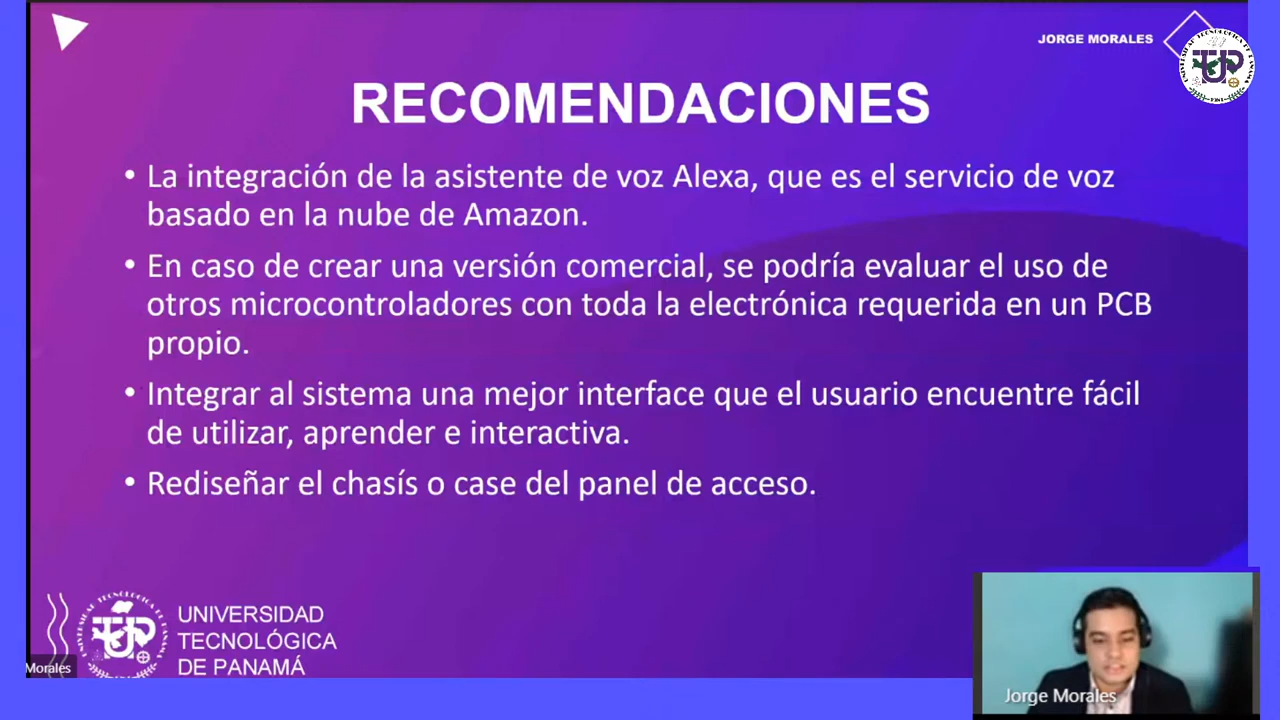 JORGE MORALES
RECOMENDACIONES
• La integración de la asistente de voz Alexa, que es el servicio de voz
basado en la nube de Amazon.
• En caso de crear una versión comercial, se podría evaluar el uso de
otros microcontroladores con toda la electrónica requerida en un PCB
propio.
• Integrar al sistema una mejor interface que el usuario encuentre fácil
de utilizar, aprender e interactiva.
• Rediseñar el chasís o case del panel de acceso.
UNIVERSIDAD
TECNOLÓGICA
DE PANAMÁ
Morales
Jorge Morales